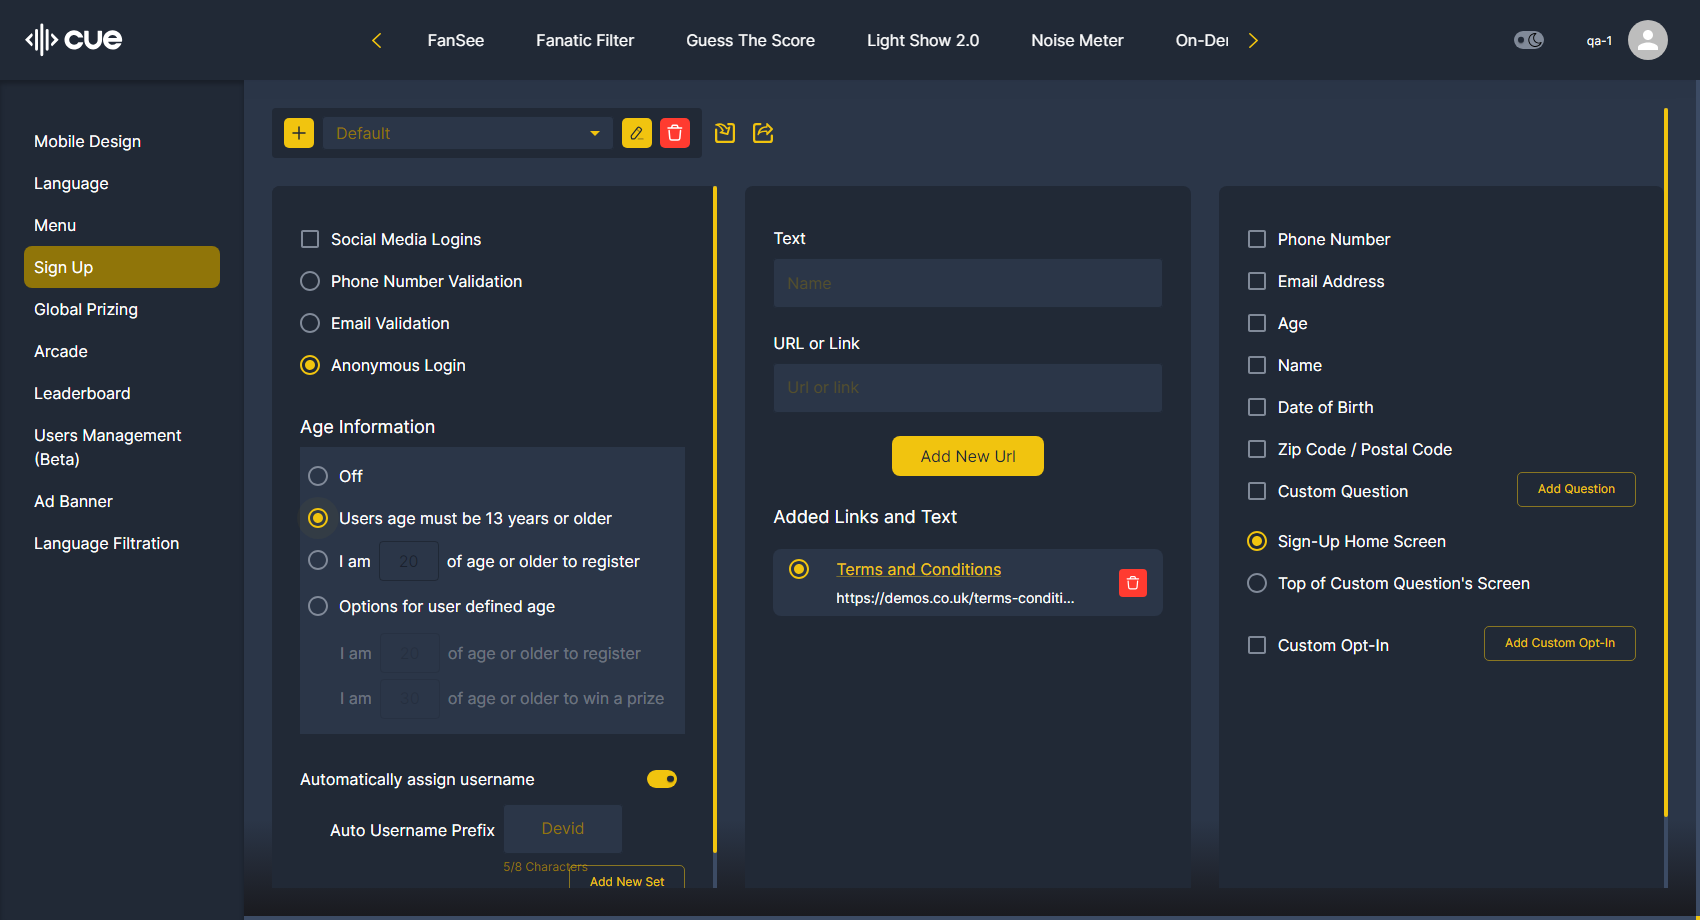 cue
FanSee
Fanatic Filter
Guess The Score
Light Show 2.0
Noise Meter
On-De
qa-1
Mobile Design
Language
Menu
Sign Up
Global Prizing
Arcade
Leaderboard
Users Management
(Beta)
Ad Banner
Language Filtration
Default
Social Media Logins
Phone Number Validation
Email Validation
Anonymous Login
Age Information
Off
Users age must be 13 years or older
I am 20 of age or older to register
Options for user defined age
I am 20 of age or older to register
I am 30 of age or older to win a prize
Automatically assign username
Auto Username Prefix Devid
5/8 Characters
Add New Set
Text
Name
URL or Link
Url or link
Add New Url
Added Links and Text
Terms and Conditions
https://demos.co.uk/terms-conditi...
Phone Number
Email Address
Age
Name
Date of Birth
Zip Code / Postal Code
Custom Question Add Question
Sign-Up Home Screen
Top of Custom Question's Screen
Custom Opt-In Add Custom Opt-In